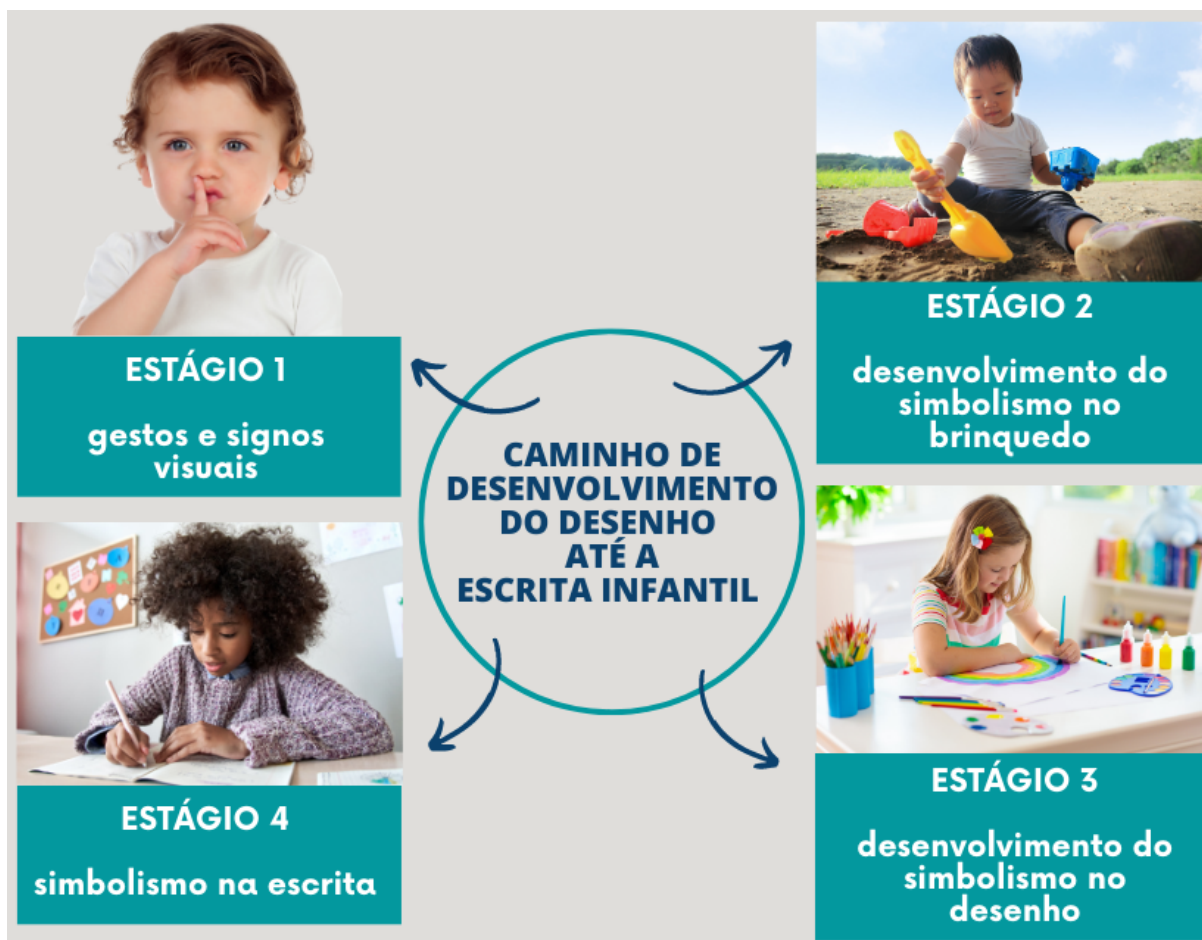 ESTÁGIO 1
gestos e signos
visuais
ESTÁGIO 2
desenvolvimento do
simbolismo no
brinquedo
CAMINHO DE
DESENVOLVIMENTO
DO DESENHO
ATÉ A
ESCRITA INFANTIL
ESTÁGIO 4
simbolismo na escrita
ESTÁGIO 3
desenvolvimento do
simbolismo no
desenho